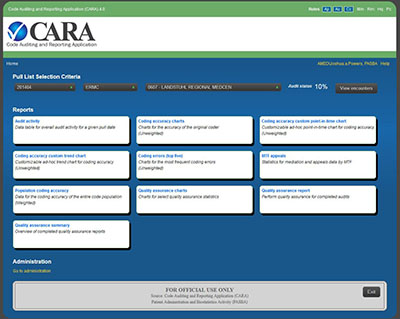 Code Auditing and Reporting Application (CARA) 4.0
Roles
CARA
Code Auditing and Reporting Application
Home
Help
Pull List Selection Criteria
201404
ERMC
0607 - LANDSTUHL REGIONAL MEDCEN
Audit status 10%
View encounters
Reports
Audit activity
Data table for overall audit activity for a given pull date
Coding accuracy charts
Charts for the accuracy of the original coder
(Unweighted)
Coding accuracy custom point-in-time chart
Customizable ad-hoc point-in-time chart for coding accuracy
(Unweighted)
Coding accuracy custom trend chart
Customizable ad-hoc trend chart for coding accuracy
(Unweighted)
Coding errors (top five)
Charts for the most frequent coding errors
(Unweighted)
MTF appeals
Statistics for mediation and appeals data by MTF
Population coding accuracy
Data for the coding accuracy of the entire code population
(Weighted)
Quality assurance charts
Charts for select quality assurance statistics
Quality assurance report
Perform quality assurance for completed audits
Quality assurance summary
Overview of completed quality assurance reports
Administration
Go to administration
FOR OFFICIAL USE ONLY
Source: Code Auditing and Reporting Application (CARA)
Patient Administration and Biostatistics Activity (PASBA)
Exit